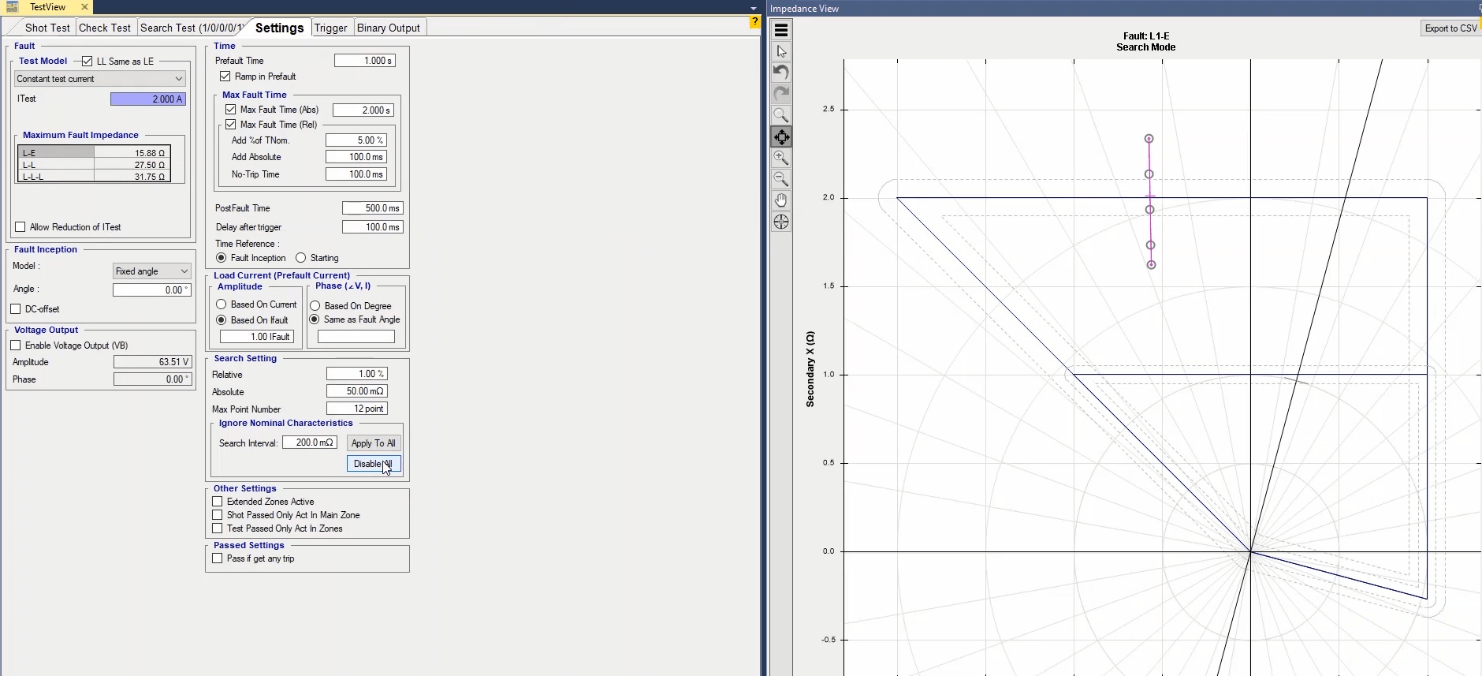 TestView
Shot Test
Check Test
Search Test (1/0/0/0/1)
Settings
Trigger
Binary Output
?
Fault
Test Model
LL Same as LE
Constant test current
ITest
2.000 A
Maximum Fault Impedance
L-E 15.88 Ω
L-L 27.50 Ω
L-L-L 31.75 Ω
Allow Reduction of ITest
Fault Inception
Model :
Fixed angle
Angle :
0.00 °
DC-offset
Voltage Output
Enable Voltage Output (VB)
Amplitude
63.51 V
Phase
0.00 °
Time
Prefault Time
1.000 s
Ramp in Prefault
Max Fault Time
Max Fault Time (Abs)
2.000 s
Max Fault Time (Rel)
Add %of TNom.
5.00 %
Add Absolute
100.0 ms
No-Trip Time
100.0 ms
PostFault Time
500.0 ms
Delay after trigger
100.0 ms
Time Reference :
Fault Inception
Starting
Load Current (Prefault Current)
Amplitude
Based On Current
Based On Ifault
1.00 IFault
Phase (∠V, I)
Based On Degree
Same as Fault Angle
Search Setting
Relative
1.00 %
Absolute
50.00 mΩ
Max Point Number
12 point
Ignore Nominal Characteristics
Search Interval:
200.0 mΩ
Apply To All
Disable All
Other Settings
Extended Zones Active
Shot Passed Only Act In Main Zone
Test Passed Only Act In Zones
Passed Settings
Pass if get any trip
Impedance View
Export to CSV
Fault: L1-E
Search Mode
2.5
2.0
1.5
1.0
0.5
0.0
-0.5
Secondary X (Ω)